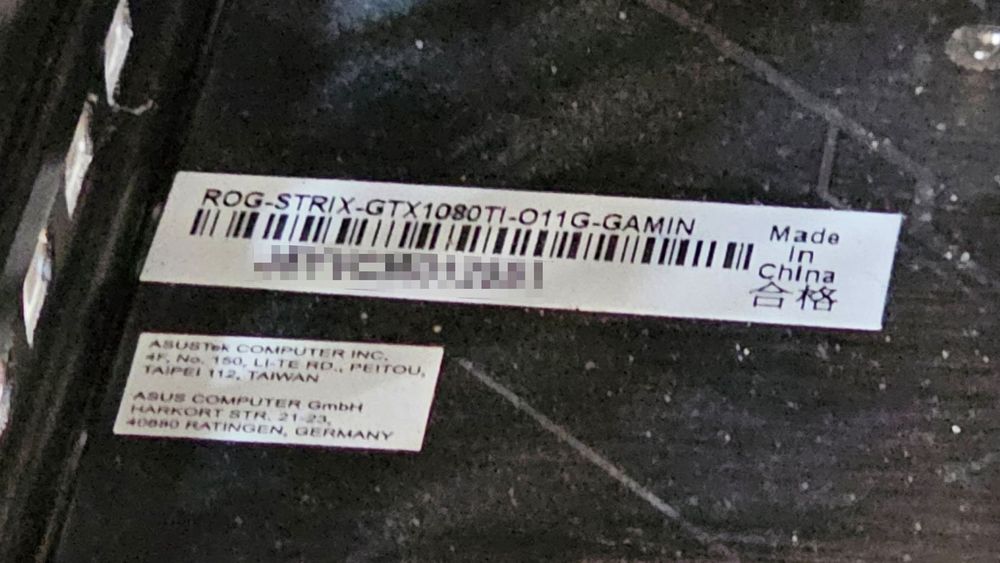 ROG-STRIX-GTX1080TI-O11G-GAMIN
Made
in
China
合格
ASUSTek COMPUTER INC.
4F, No. 150, LI-TE RD., PEITOU,
TAIPEI 112, TAIWAN
ASUS COMPUTER GmbH
HARKORT STR. 21-23,
40880 RATINGEN, GERMANY